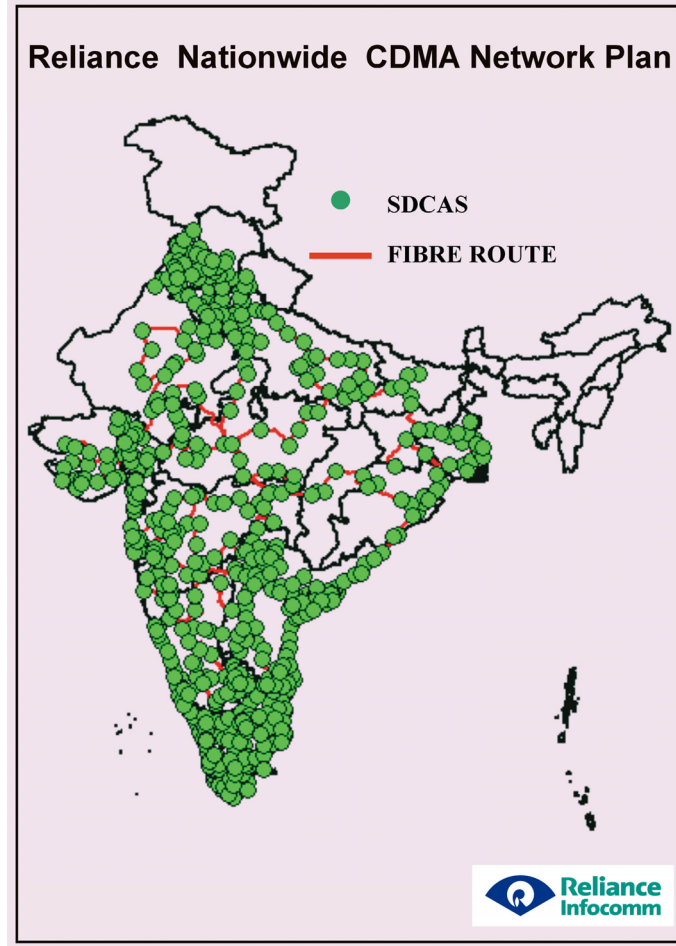 Reliance Nationwide CDMA Network Plan
SDCAS
FIBRE ROUTE
Reliance
Infocomm